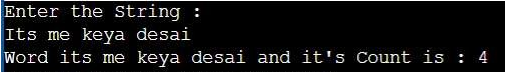 Enter the String :
Its me keya desai
Word its me keya desai and it's Count is : 4